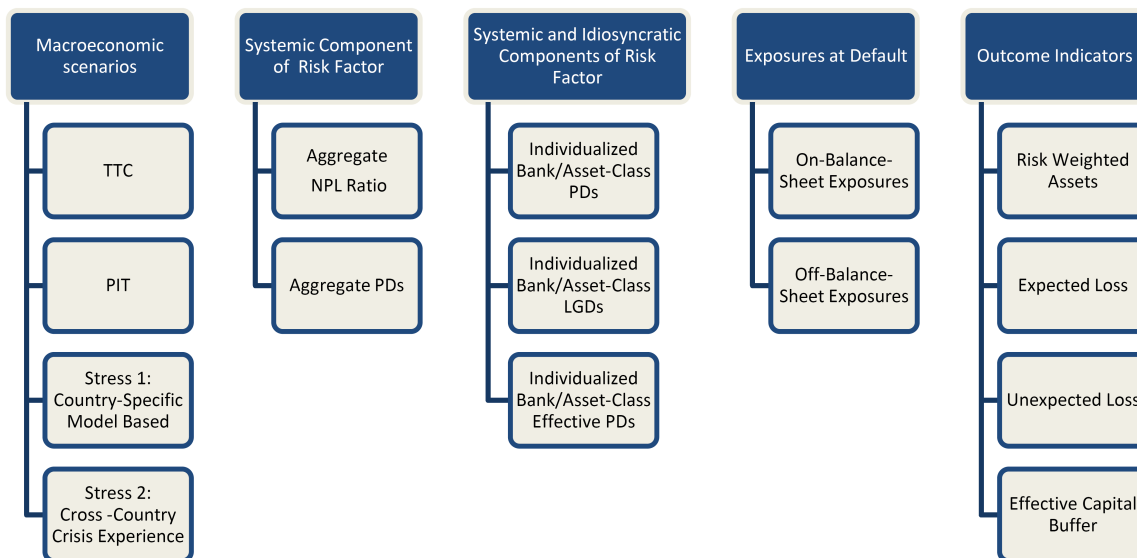 Macroeconomic
scenarios
TTC
PIT
Stress 1:
Country-Specific
Model Based
Stress 2:
Cross -Country
Crisis Experience
Systemic Component
of Risk Factor
Aggregate
NPL Ratio
Aggregate PDs
Systemic and Idiosyncratic
Components of Risk
Factor
Individualized
Bank/Asset-Class
PDs
Individualized
Bank/Asset-Class
LGDs
Individualized
Bank/Asset-Class
Effective PDs
Exposures at Default
On-Balance-
Sheet Exposures
Off-Balance-
Sheet Exposures
Outcome Indicators
Risk Weighted
Assets
Expected Loss
Unexpected Loss
Effective Capital
Buffer